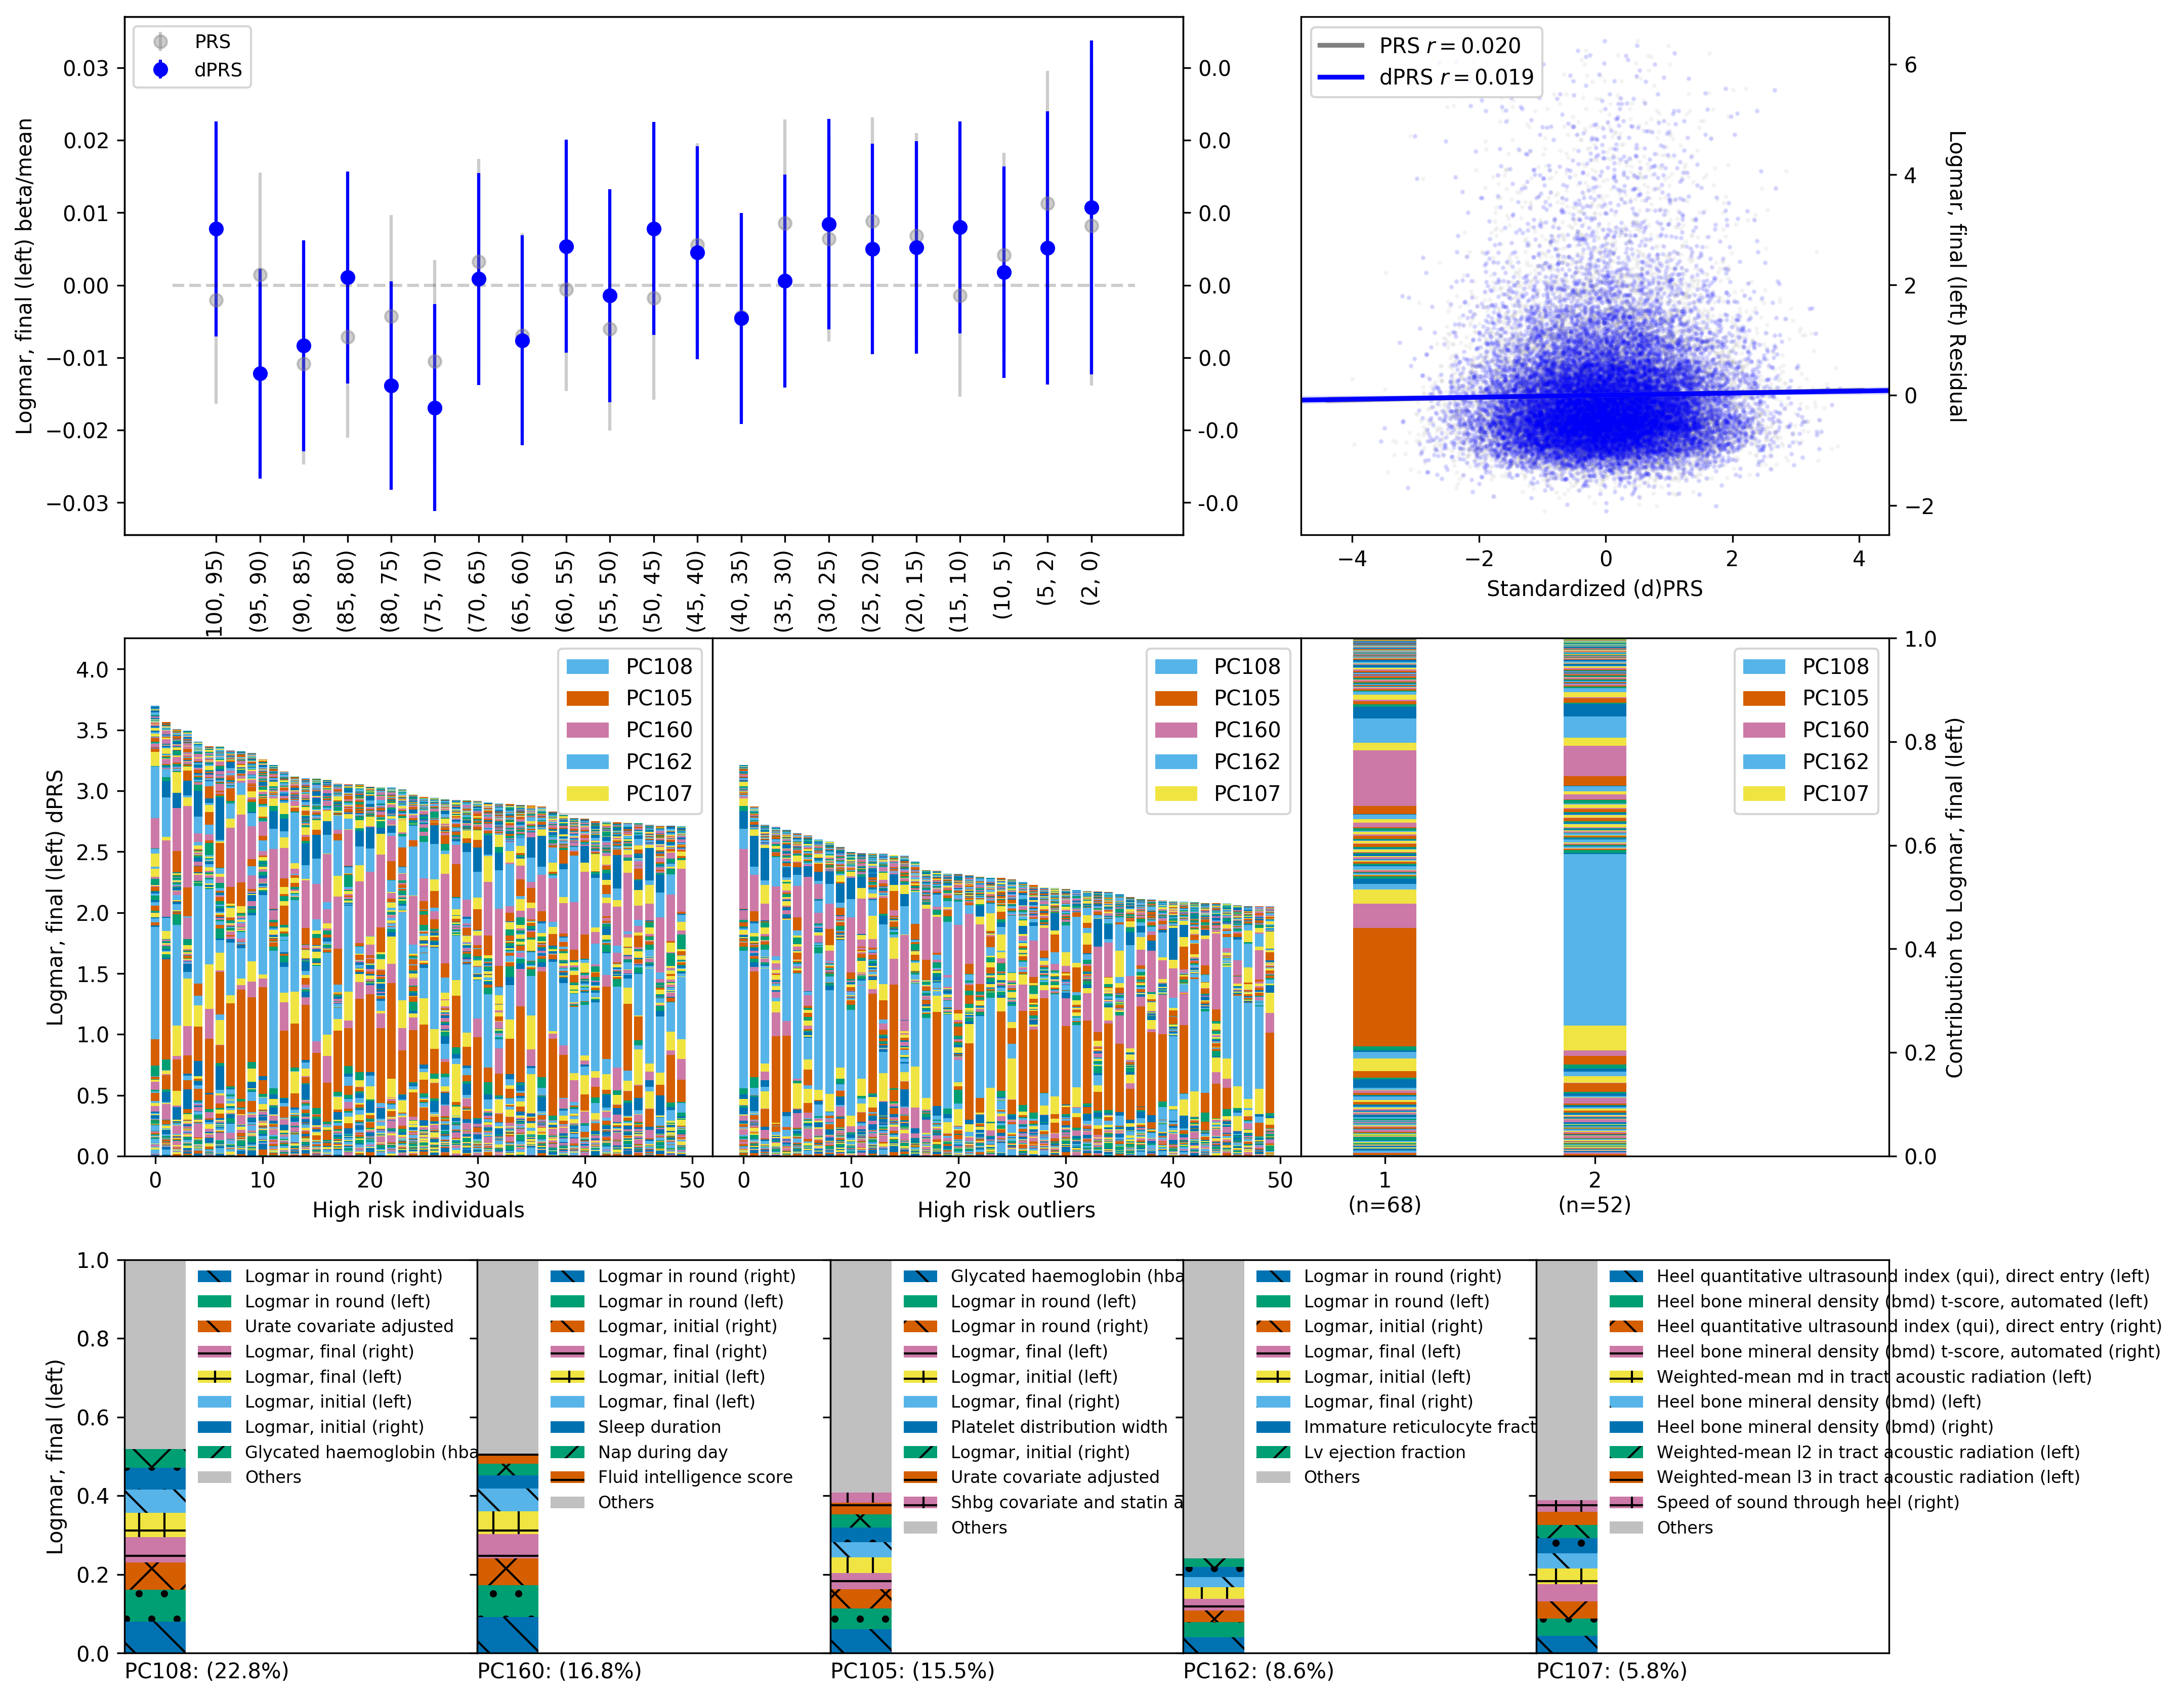 PRS
dPRS
0.03
0.02
0.01
0.00
−0.01
−0.02
−0.03
Logmar, final (left) beta/mean
0.0
0.0
0.0
0.0
0.0
-0.0
-0.0
100, 95)
(95, 90)
(90, 85)
(85, 80)
(80, 75)
(75, 70)
(70, 65)
(65, 60)
(60, 55)
(55, 50)
(50, 45)
(45, 40)
(40, 35)
(35, 30)
(30, 25)
(25, 20)
(20, 15)
(15, 10)
(10, 5)
(5, 2)
(2, 0)
PRS r = 0.020
dPRS r = 0.019
6
4
2
0
−2
Logmar, final (left) Residual
−4
−2
0
2
4
Standardized (d)PRS
4.0
3.5
3.0
2.5
2.0
1.5
1.0
0.5
0.0
Logmar, final (left) dPRS
PC108
PC105
PC160
PC162
PC107
0
10
20
30
40
50
High risk individuals
PC108
PC105
PC160
PC162
PC107
0
10
20
30
40
50
High risk outliers
PC108
PC105
PC160
PC162
PC107
1
(n=68)
2
(n=52)
1.0
0.8
0.6
0.4
0.2
0.0
Contribution to Logmar, final (left)
1.0
0.8
0.6
0.4
0.2
0.0
Logmar, final (left)
Logmar in round (right)
Logmar in round (left)
Urate covariate adjusted
Logmar, final (right)
Logmar, final (left)
Logmar, initial (left)
Logmar, initial (right)
Glycated haemoglobin (hba
Others
PC108: (22.8%)
Logmar in round (right)
Logmar in round (left)
Logmar, initial (right)
Logmar, final (right)
Logmar, initial (left)
Logmar, final (left)
Sleep duration
Nap during day
Fluid intelligence score
Others
PC160: (16.8%)
Glycated haemoglobin (hba
Logmar in round (left)
Logmar in round (right)
Logmar, final (left)
Logmar, initial (left)
Logmar, final (right)
Platelet distribution width
Logmar, initial (right)
Urate covariate adjusted
Shbg covariate and statin a
Others
PC105: (15.5%)
Logmar in round (right)
Logmar in round (left)
Logmar, initial (right)
Logmar, final (left)
Logmar, initial (left)
Logmar, final (right)
Immature reticulocyte fract
Lv ejection fraction
Others
PC162: (8.6%)
Heel quantitative ultrasound index (qui), direct entry (left)
Heel bone mineral density (bmd) t-score, automated (left)
Heel quantitative ultrasound index (qui), direct entry (right)
Heel bone mineral density (bmd) t-score, automated (right)
Weighted-mean md in tract acoustic radiation (left)
Heel bone mineral density (bmd) (left)
Heel bone mineral density (bmd) (right)
Weighted-mean l2 in tract acoustic radiation (left)
Weighted-mean l3 in tract acoustic radiation (left)
Speed of sound through heel (right)
Others
PC107: (5.8%)